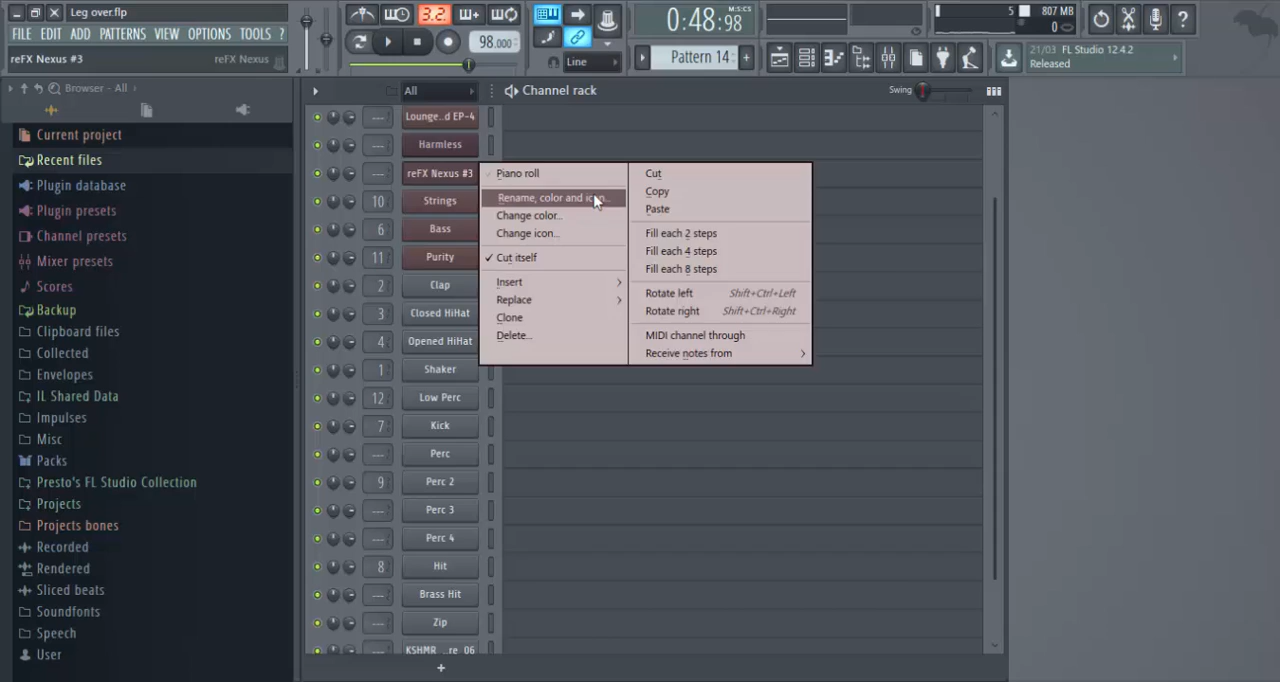 Leg over.flp
FILE EDIT ADD PATTERNS VIEW OPTIONS TOOLS ?
reFX Nexus #3 reFX Nexus
3.2.
98.000
0:48:98
M:S:CS
Line
Pattern 14
5
807 MB
0
21/03 FL Studio 12.4.2
Released
Browser - All
Current project
Recent files
Plugin database
Plugin presets
Channel presets
Mixer presets
Scores
Backup
Clipboard files
Collected
Envelopes
IL Shared Data
Impulses
Misc
Packs
Presto's FL Studio Collection
Projects
Projects bones
Recorded
Rendered
Sliced beats
Soundfonts
Speech
User
All
Channel rack
Swing
--- Lounge..d EP-4
--- Harmless
--- reFX Nexus #3
10 Strings
6 Bass
11 Purity
2 Clap
3 Closed HiHat
4 Opened HiHat
1 Shaker
12 Low Perc
7 Kick
--- Perc
9 Perc 2
--- Perc 3
--- Perc 4
8 Hit
--- Brass Hit
--- Zip
--- KSHMR_..re_06
+
Piano roll
Rename, color and icon...
Change color...
Change icon...
Cut itself
Insert
Replace
Clone
Delete...
Cut
Copy
Paste
Fill each 2 steps
Fill each 4 steps
Fill each 8 steps
Rotate left Shift+Ctrl+Left
Rotate right Shift+Ctrl+Right
MIDI channel through
Receive notes from